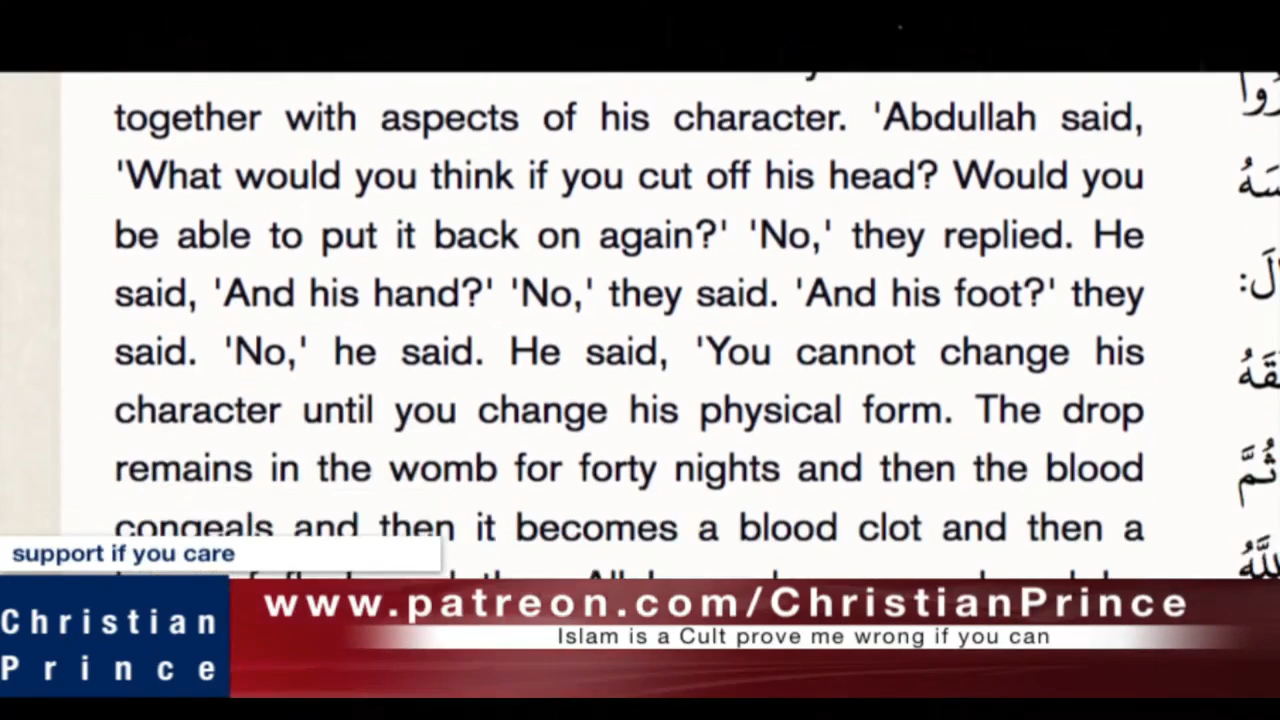 together with aspects of his character. 'Abdullah said,
'What would you think if you cut off his head? Would you
be able to put it back on again?' 'No,' they replied. He
said, 'And his hand?' 'No,' they said. 'And his foot?' they
said. 'No,' he said. He said, 'You cannot change his
character until you change his physical form. The drop
remains in the womb for forty nights and then the blood
congeals and then it becomes a blood clot and then a
support if you care
Christian
Prince
www.patreon.com/ChristianPrince
Islam is a Cult prove me wrong if you can